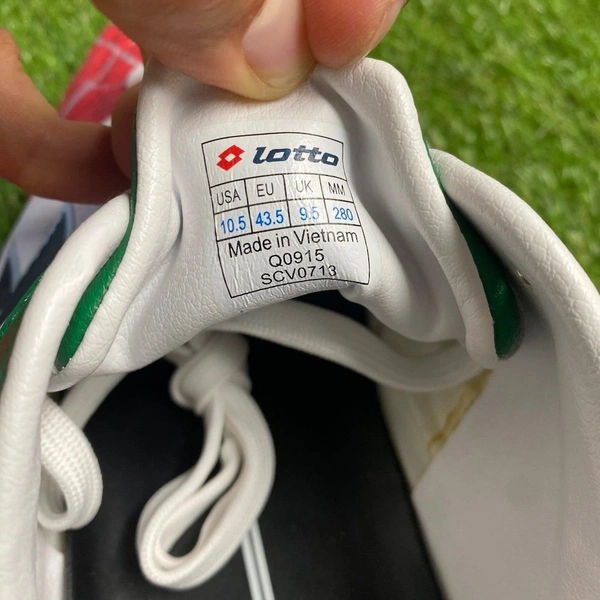 lotto
USA EU UK MM
10.5 43.5 9.5 280
Made in Vietnam
Q0915
SCV0713